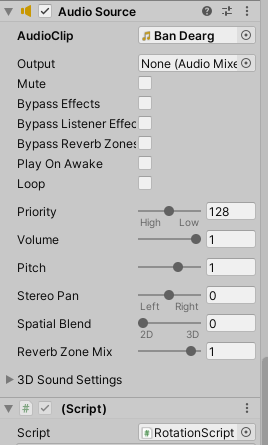 Audio Source
AudioClip Ban Dearg
Output None (Audio Mixe
Mute
Bypass Effects
Bypass Listener Effec
Bypass Reverb Zones
Play On Awake
Loop
Priority 128
High Low
Volume 1
Pitch 1
Stereo Pan 0
Left Right
Spatial Blend 0
2D 3D
Reverb Zone Mix 1
3D Sound Settings
# (Script)
Script # RotationScript